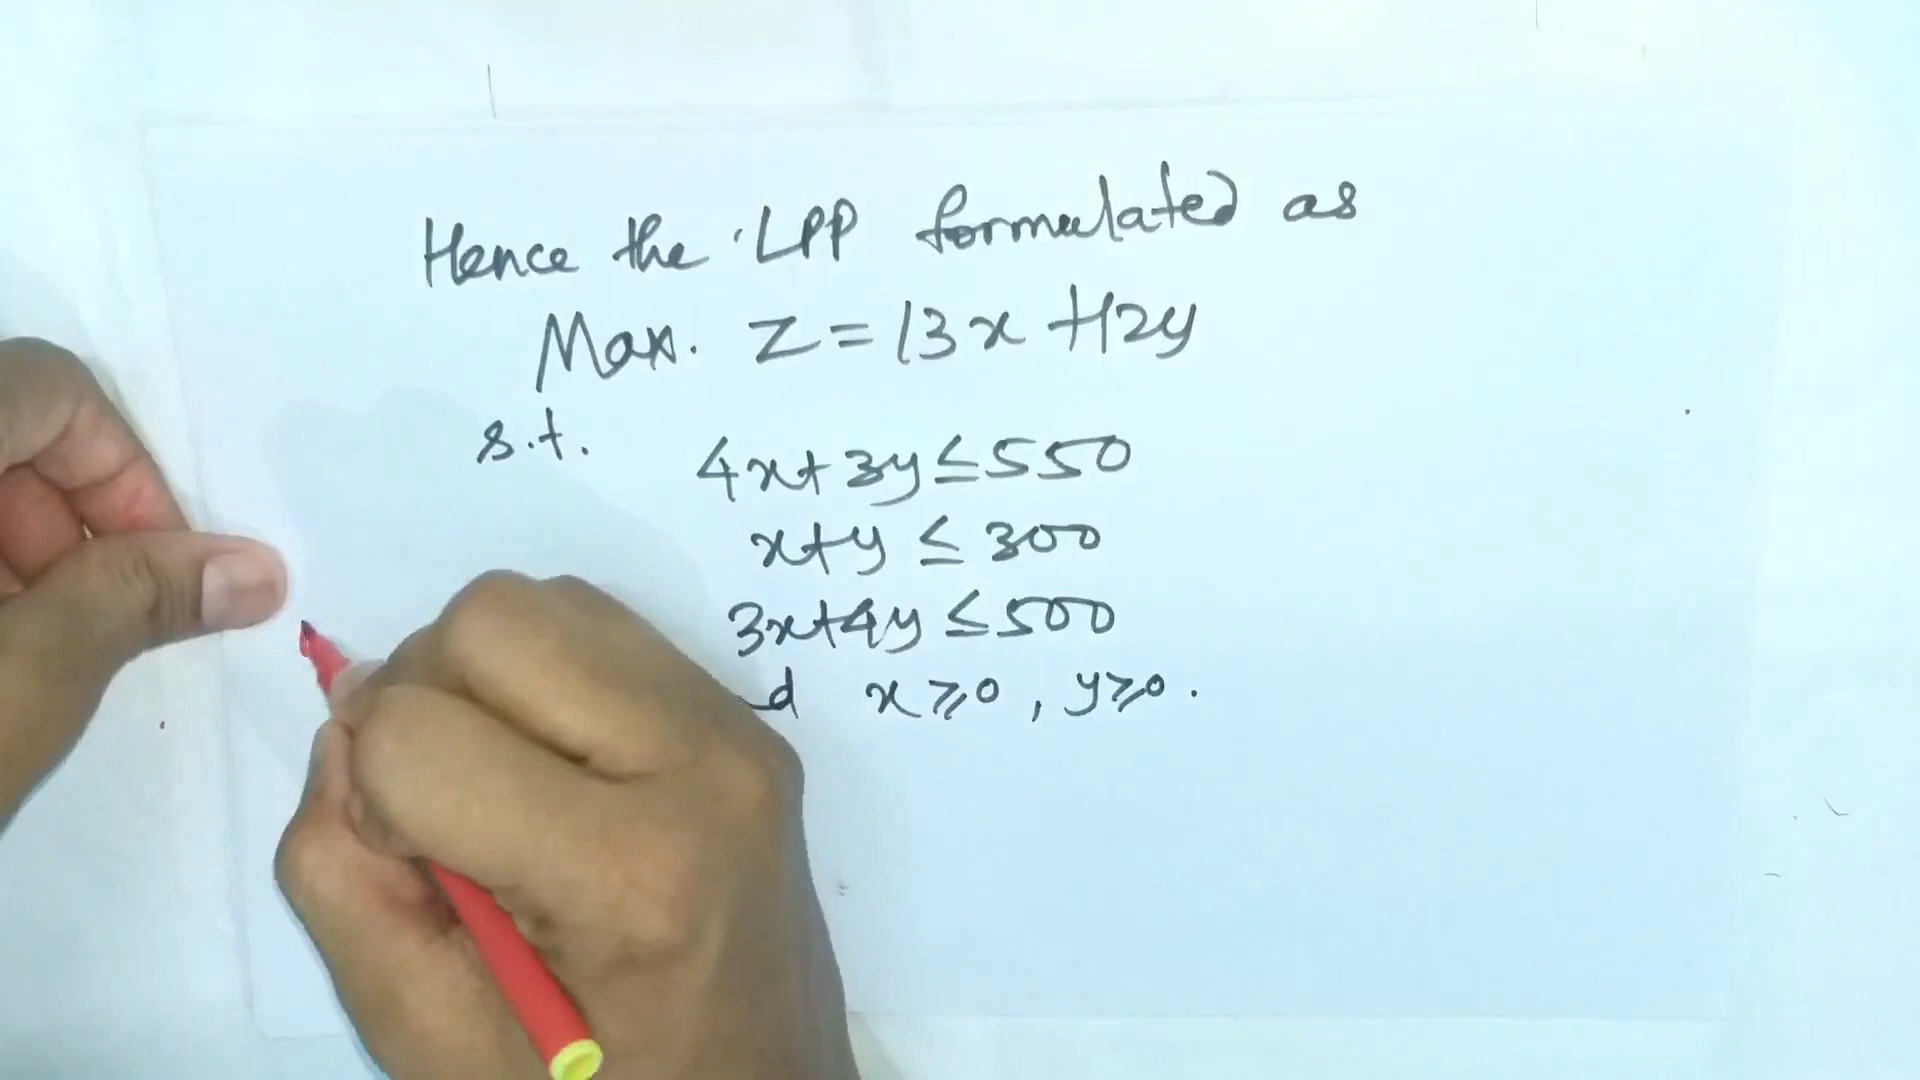 Hence the LPP formulated as
Max. Z = 13x + 12y
s.t.
4x + 3y ≤ 550
x + y ≤ 300
3x + 4y ≤ 500
x ≥ 0 , y ≥ 0 .